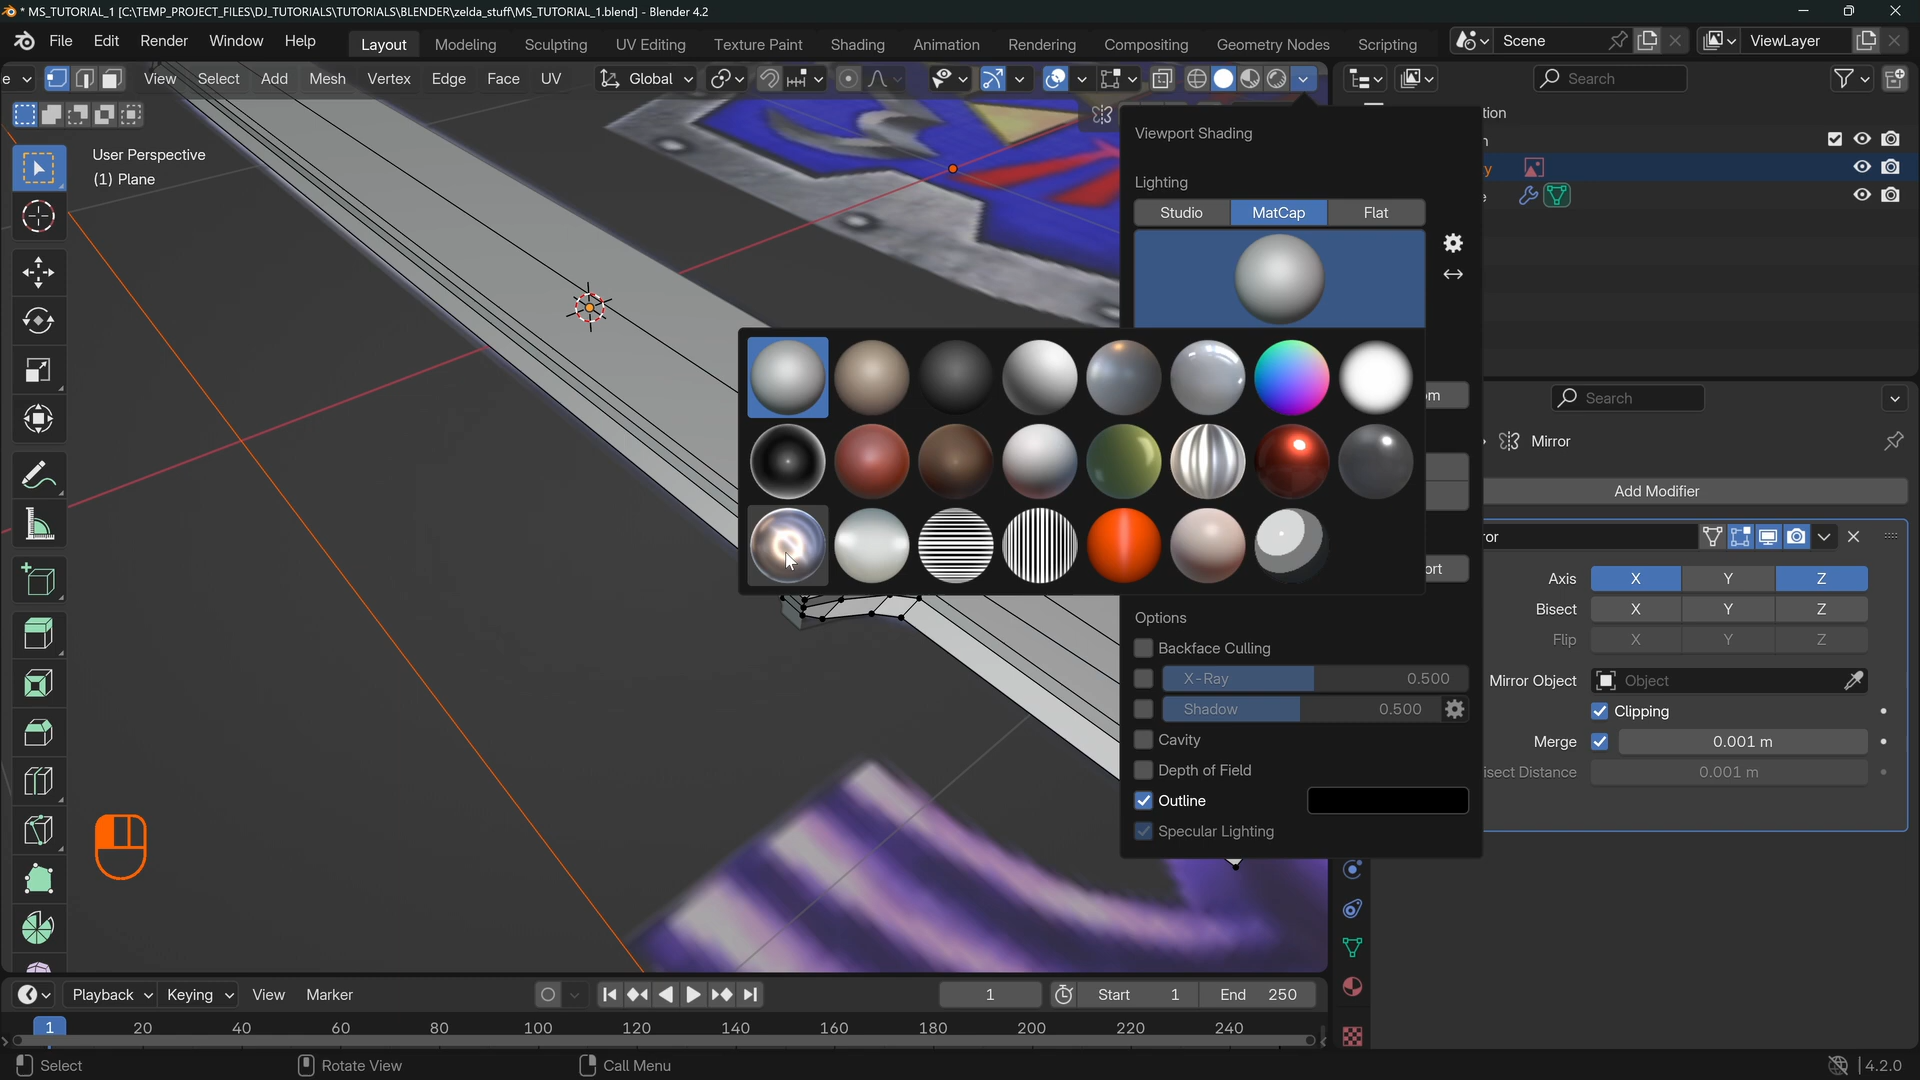 * MS_TUTORIAL_1 [C:\TEMP_PROJECT_FILES\DJ_TUTORIALS\TUTORIALS\BLENDER\zelda_stuff\MS_TUTORIAL_1.blend] - Blender 4.2
File Edit Render Window Help Layout Modeling Sculpting UV Editing Texture Paint Shading Animation Rendering Compositing Geometry Nodes Scripting Scene ViewLayer
e View Select Add Mesh Vertex Edge Face UV Global Search
User Perspective
(1) Plane
Viewport Shading
tion
n
y
e
Lighting
Studio MatCap Flat
om
Search
Mirror
Add Modifier
ror
ort
Axis X Y Z
Bisect X Y Z
Flip X Y Z
Options
Backface Culling
X-Ray 0.500
Mirror Object Object
Shadow 0.500
Clipping
Cavity
Merge 0.001 m
Depth of Field
isect Distance 0.001 m
Outline
Specular Lighting
Playback Keying View Marker 1 Start 1 End 250
1 20 40 60 80 100 120 140 160 180 200 220 240
Select Rotate View Call Menu 4.2.0